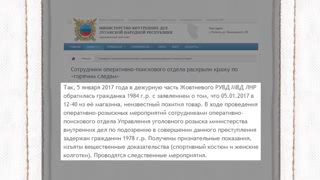 МИНИСТЕРСТВО ВНУТРЕННИХ ДЕЛ
ЛУГАНСКОЙ НАРОДНОЙ РЕСПУБЛИКИ
Сотрудники оперативно-поискового отдела раскрыли кражу по
«горячим следам»
Так, 5 января 2017 года в дежурную часть Жовтневого РУВД МВД ЛНР
обратилась гражданка 1984 г.р. с заявлением о том, что 05.01.2017 в
12-40 из её магазина, неизвестный похитил товар. В ходе проведения
оперативно-розыскных мероприятий сотрудниками оперативно-
поискового отдела Управления уголовного розыска министерства
внутренних дел по подозрению в совершении данного преступления
задержан гражданин 1978 г.р. Получены признательные показания,
изъяты вещественные доказательства (спортивный костюм и женские
колготки). Проводятся следственные мероприятия.